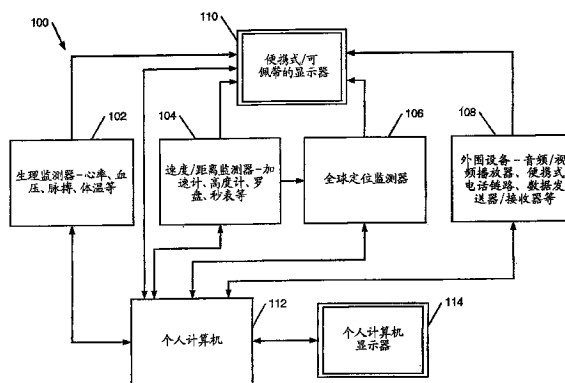 100
110
便携式/可
佩带的显示器
102
生理监测器-心率、血
压、脉搏、体温等
104
速度/距离监测器-加
速计、高度计、罗
盘、秒表等
106
全球定位监测器
108
外围设备--音频/视
频播放器、便携式
电话链路、数据发
送器/接收器等
112
个人计算机
114
个人计算机
显示器